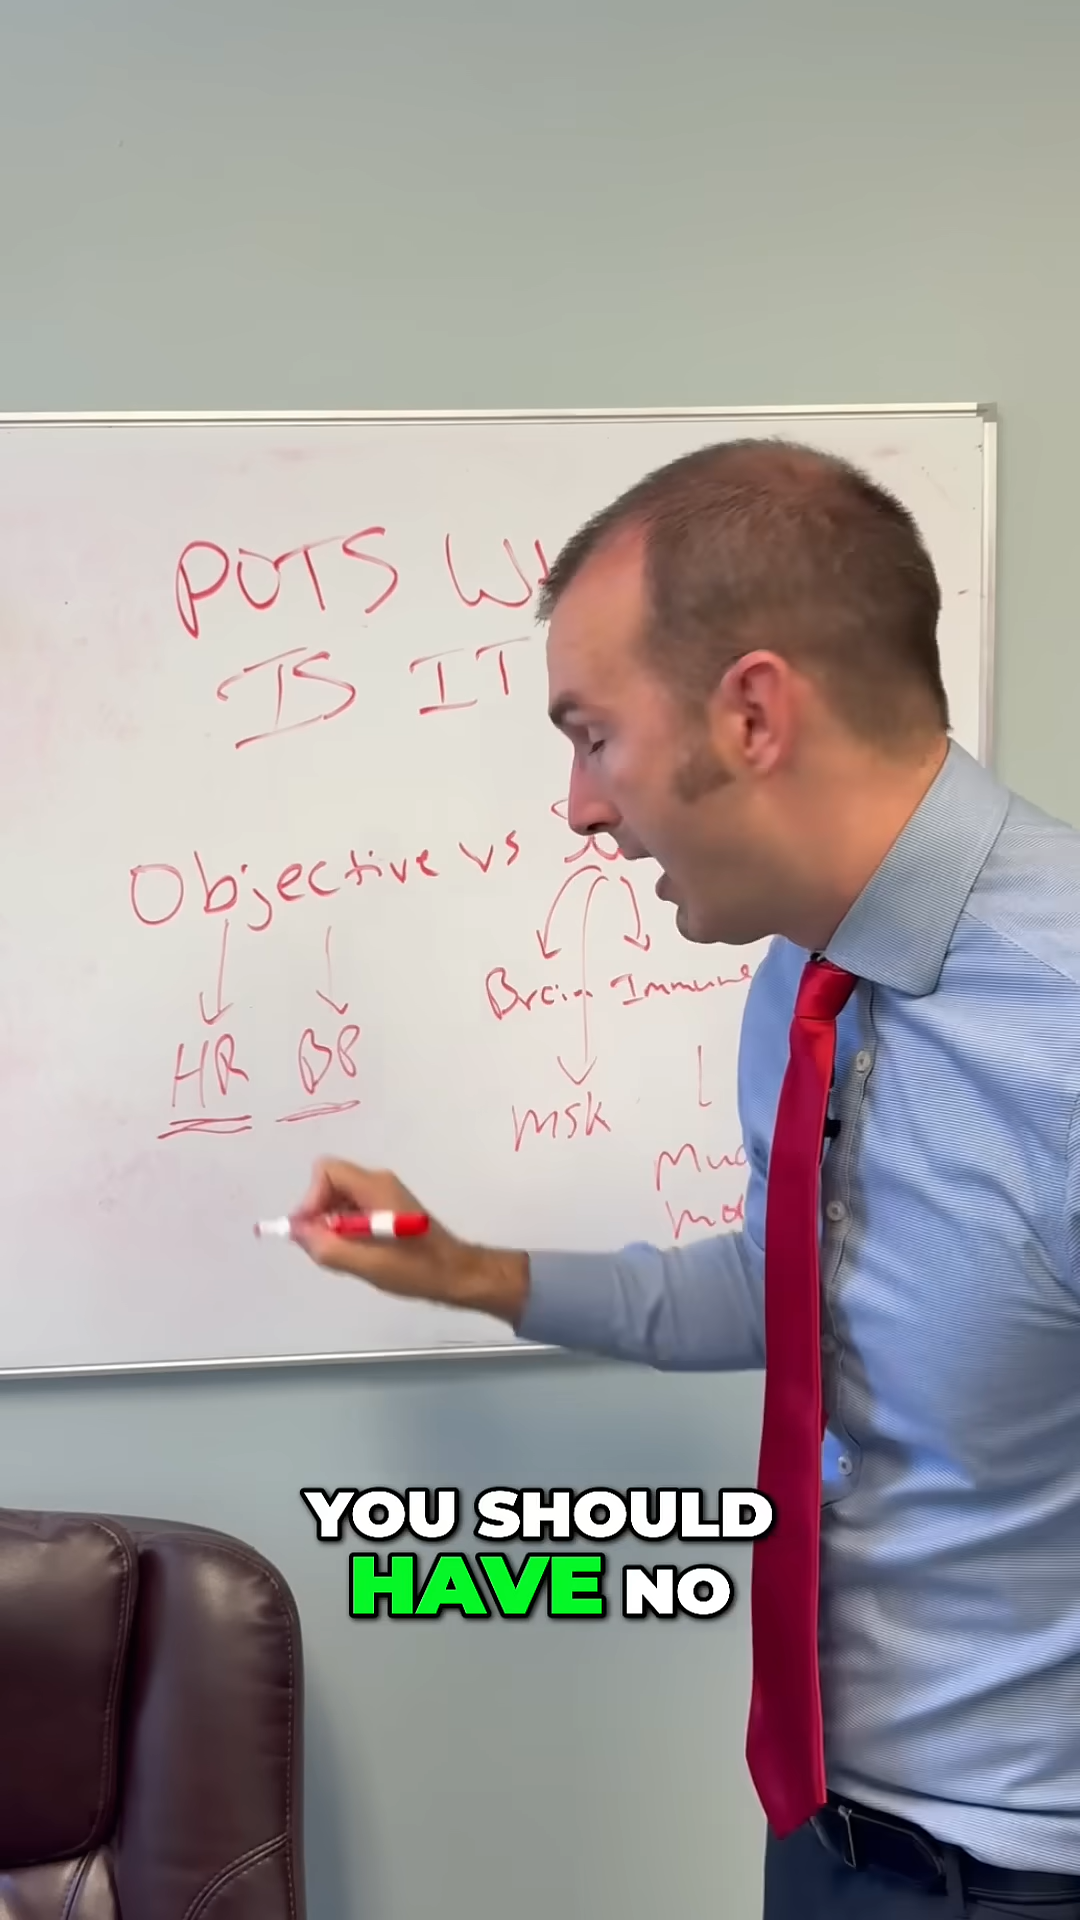 POTS
IS IT
Objective vs
HR BP
Brain Immune
MSK
YOU SHOULD
HAVE NO